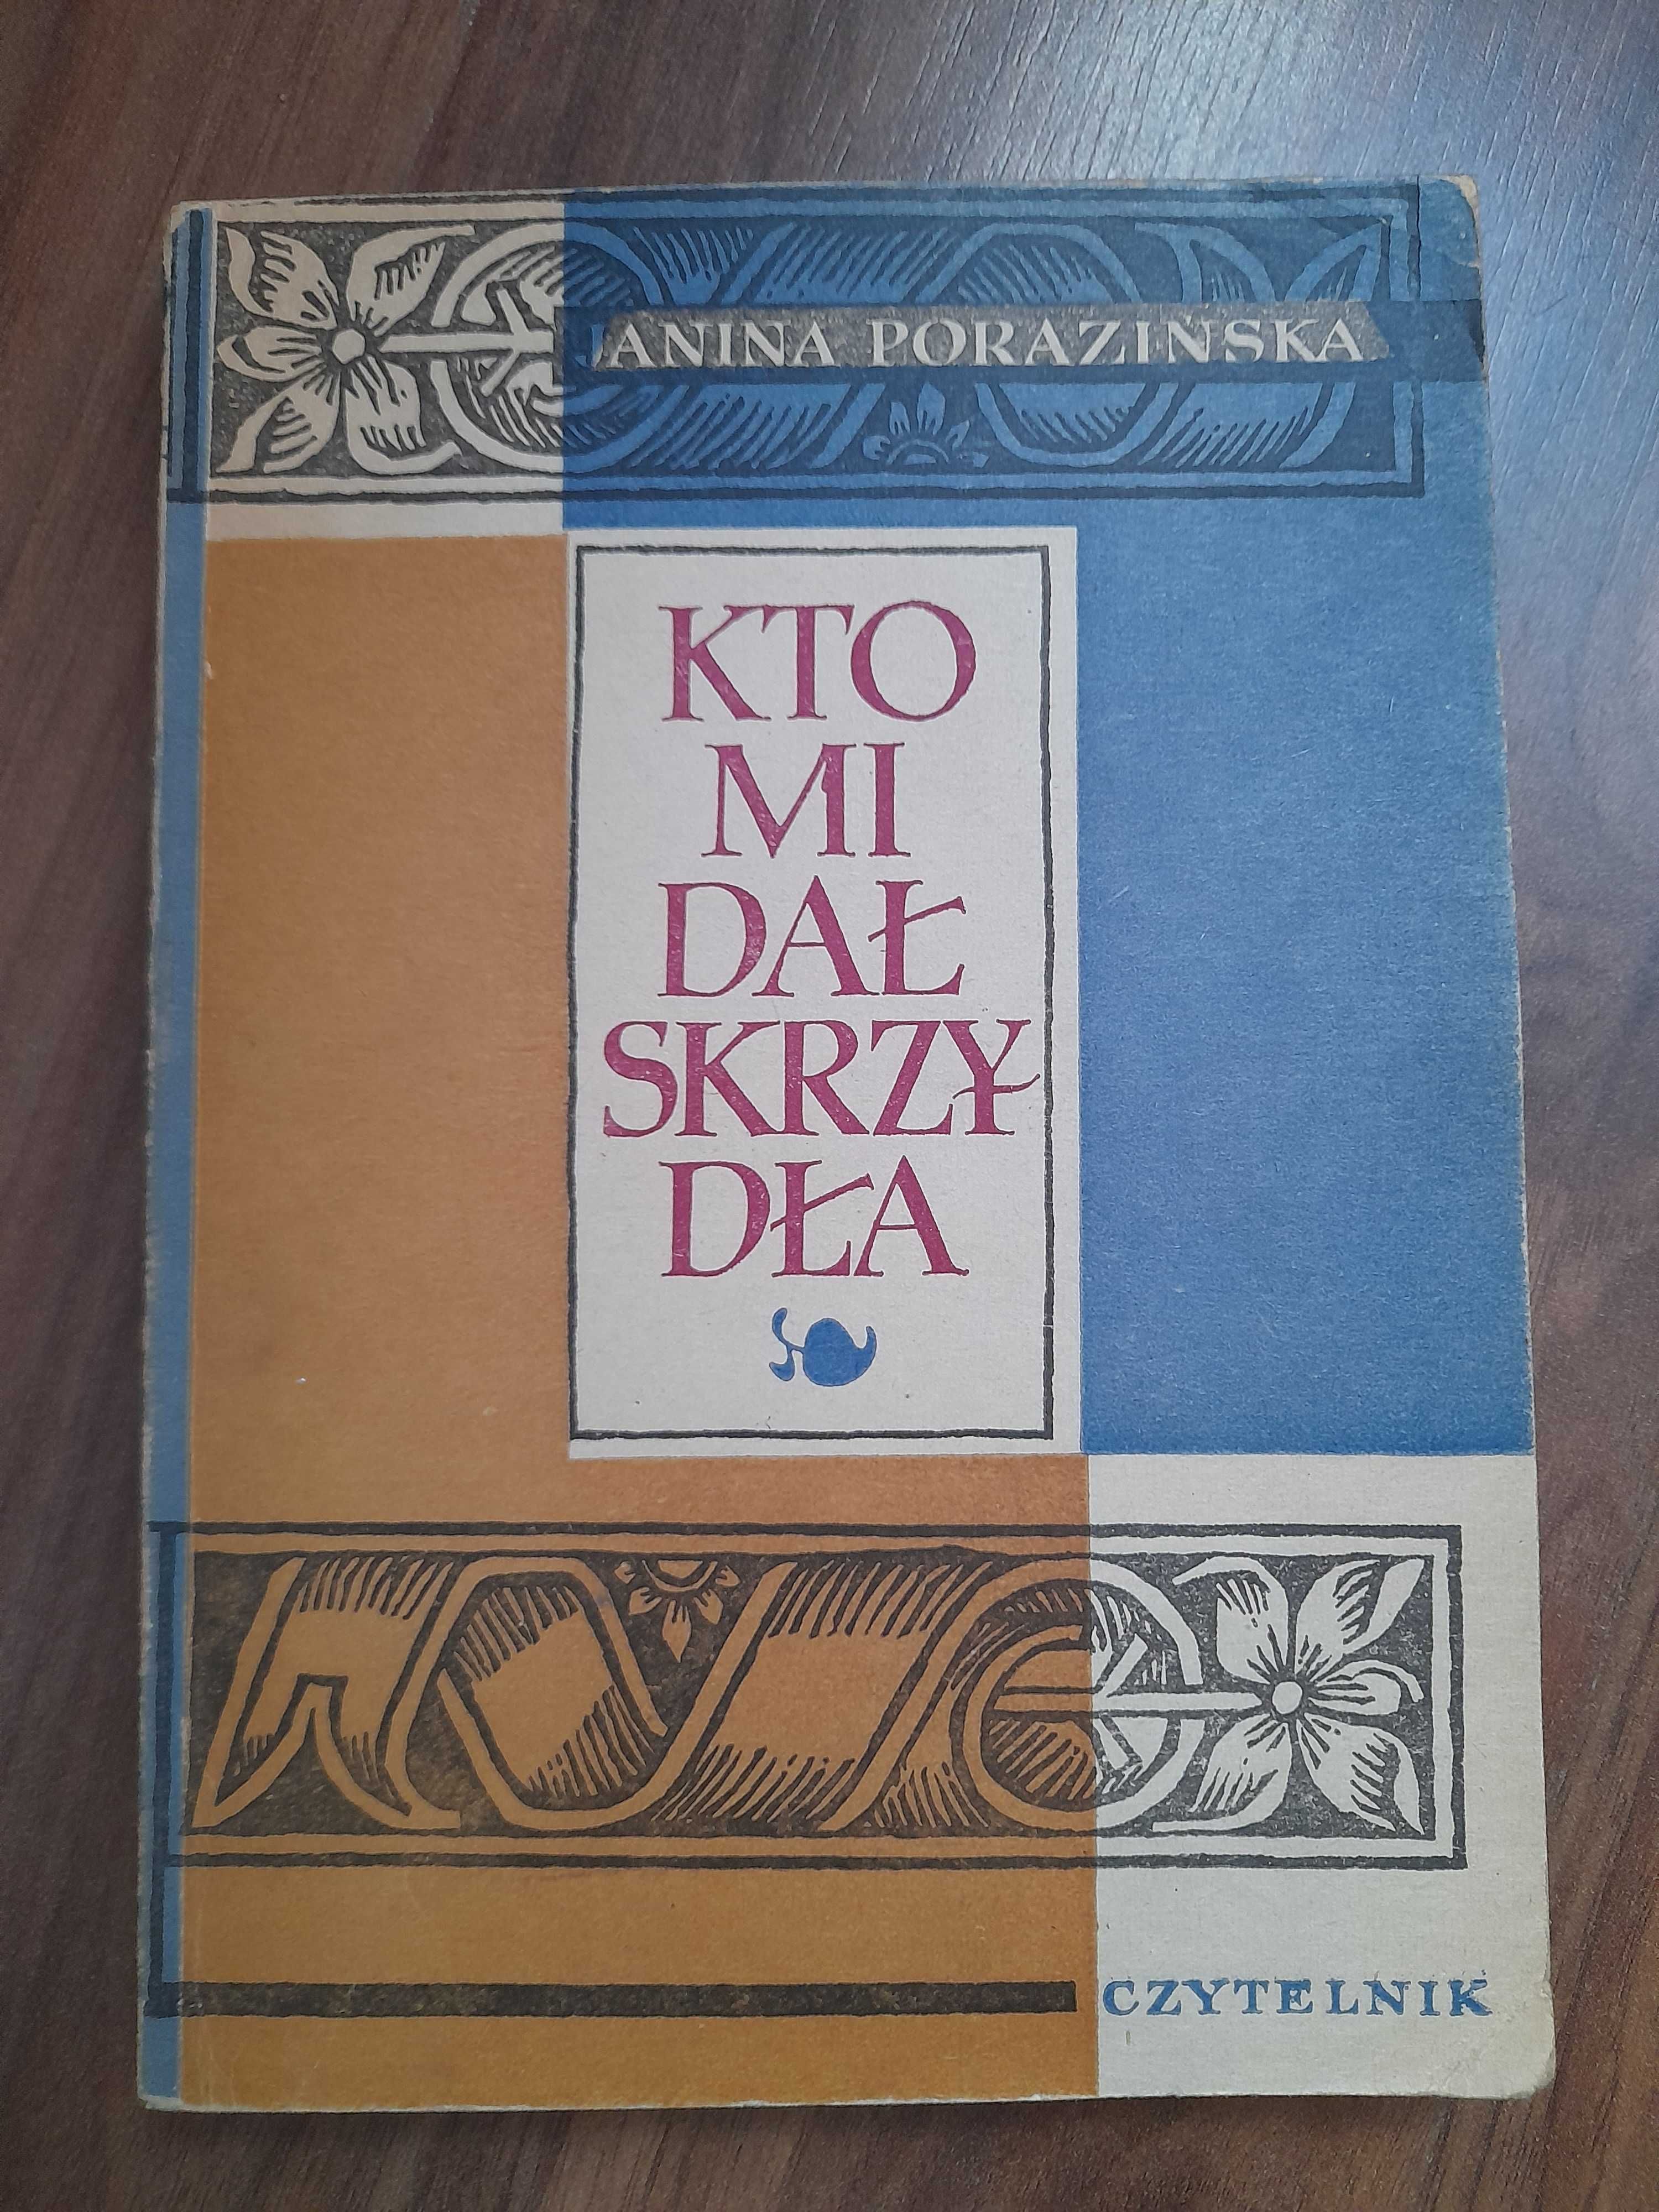 JANINA PORAZIŃSKA
KTO
MI
DAŁ
SKRZY
DŁA
CZYTELNIK